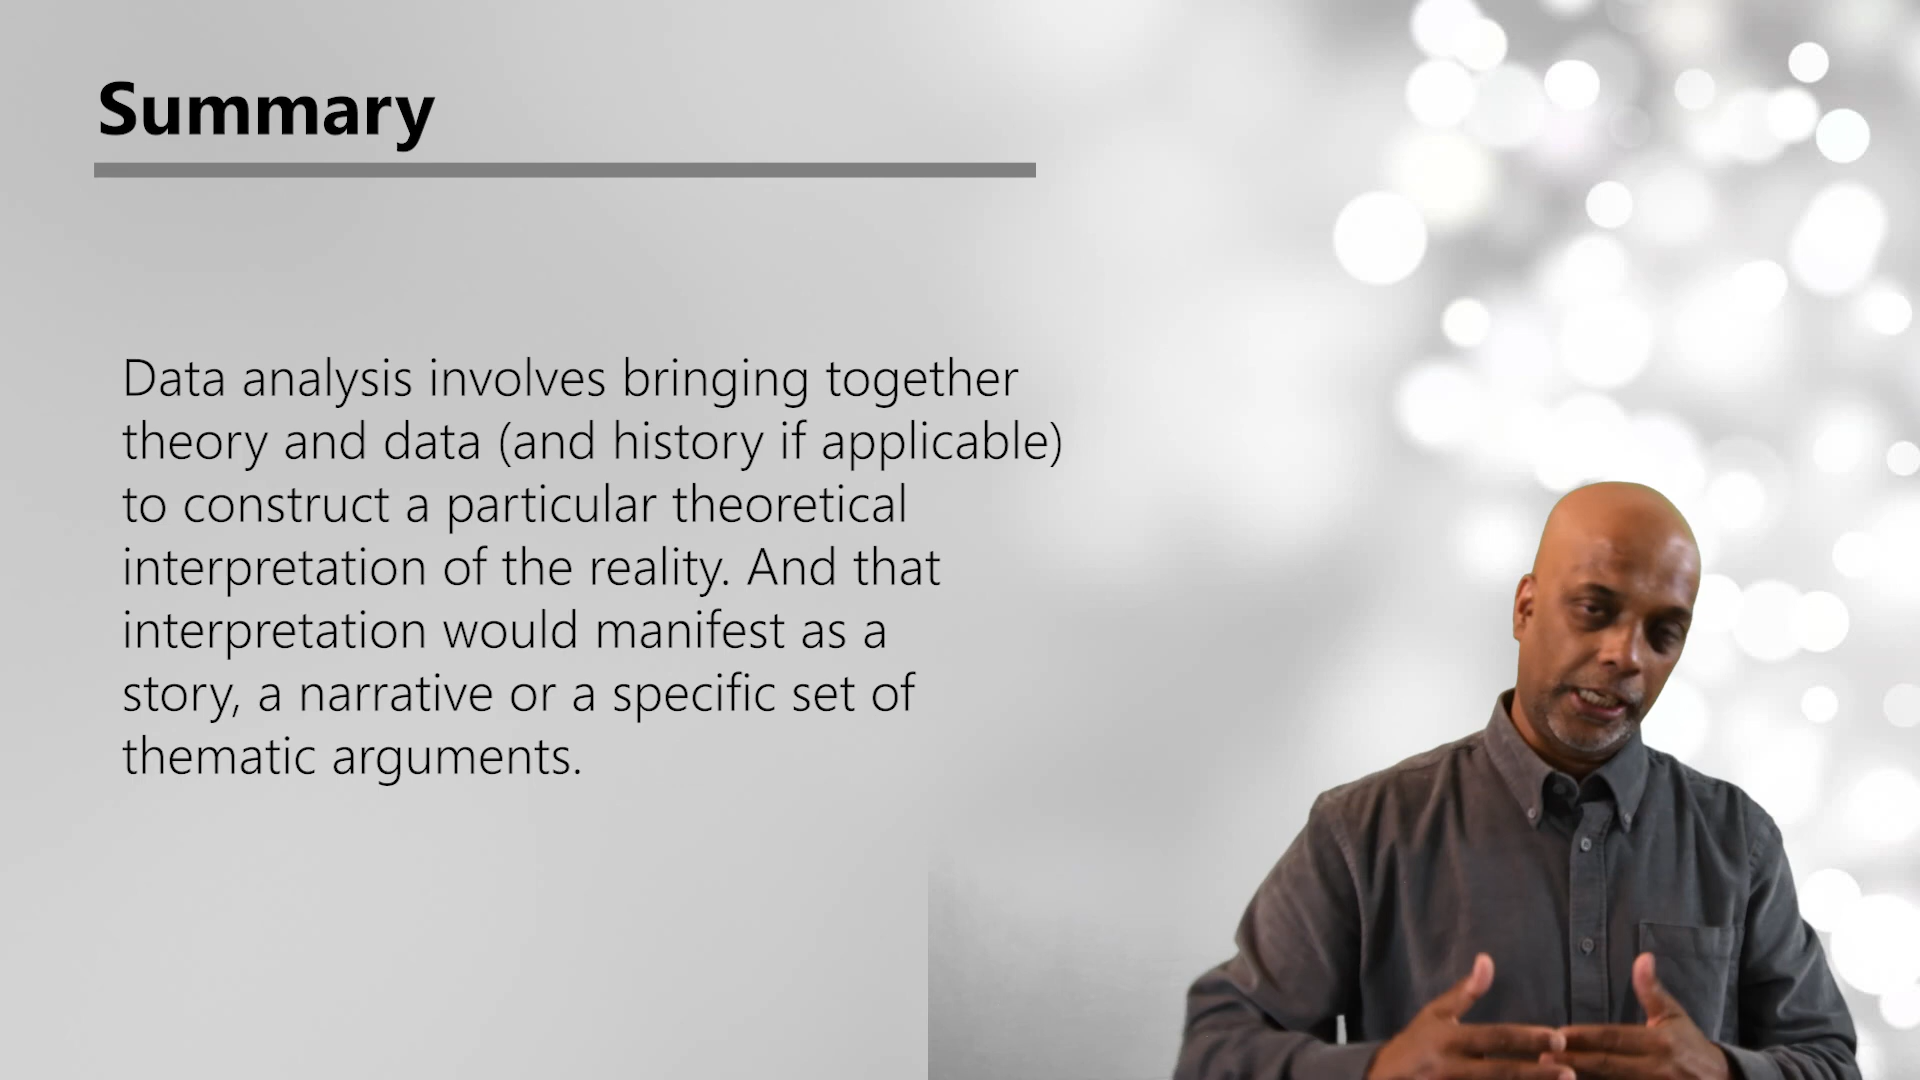 Summary
Data analysis involves bringing together
theory and data (and history if applicable)
to construct a particular theoretical
interpretation of the reality. And that
interpretation would manifest as a
story, a narrative or a specific set of
thematic arguments.